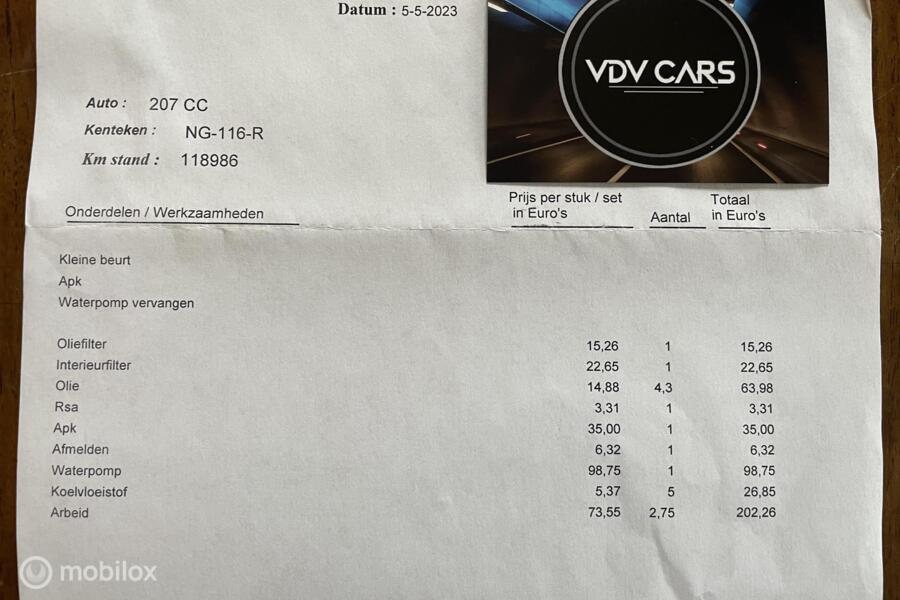 Datum : 5-5-2023
VDV CARS
Auto : 207 CC
Kenteken : NG-116-R
Km stand : 118986
Onderdelen / Werkzaamheden Prijs per stuk / set in Euro's Aantal Totaal in Euro's
Kleine beurt
Apk
Waterpomp vervangen
Oliefilter 15,26 1 15,26
Interieurfilter 22,65 1 22,65
Olie 14,88 4,3 63,98
Rsa 3,31 1 3,31
Apk 35,00 1 35,00
Afmelden 6,32 1 6,32
Waterpomp 98,75 1 98,75
Koelvloeistof 5,37 5 26,85
Arbeid 73,55 2,75 202,26
mobilox